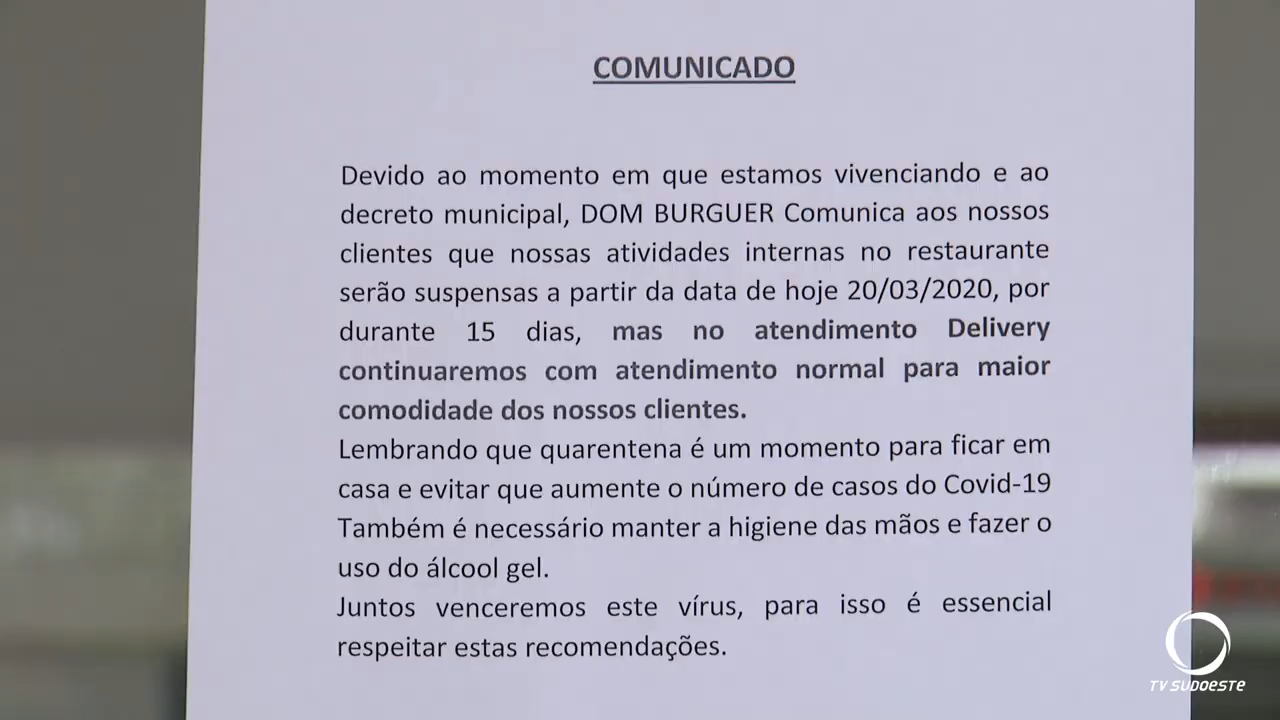 COMUNICADO
Devido ao momento em que estamos vivenciando e ao
decreto municipal, DOM BURGUER Comunica aos nossos
clientes que nossas atividades internas no restaurante
serão suspensas a partir da data de hoje 20/03/2020, por
durante 15 dias, mas no atendimento Delivery
continuaremos com atendimento normal para maior
comodidade dos nossos clientes.
Lembrando que quarentena é um momento para ficar em
casa e evitar que aumente o número de casos do Covid-19
Também é necessário manter a higiene das mãos e fazer o
uso do álcool gel.
Juntos venceremos este vírus, para isso é essencial
respeitar estas recomendações.
TV SUDOESTE